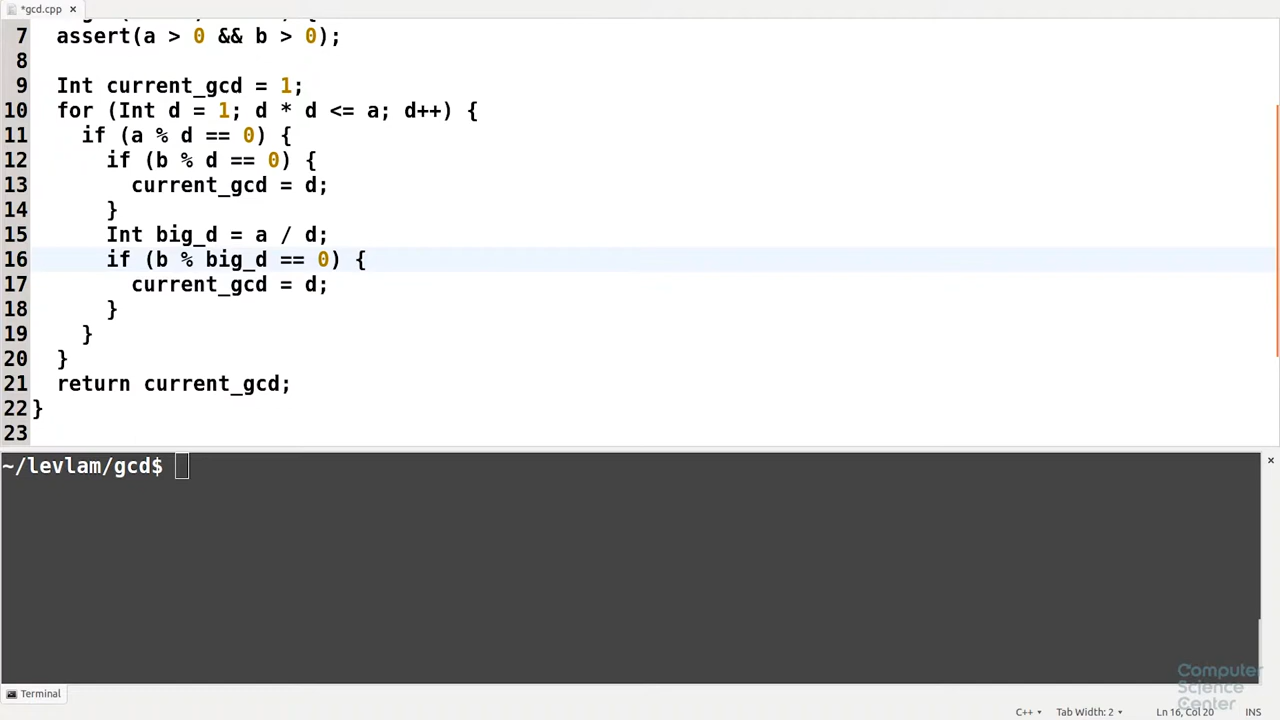 *gcd.cpp ×
7 assert(a > 0 && b > 0);
8
9 Int current_gcd = 1;
10 for (Int d = 1; d * d <= a; d++) {
11 if (a % d == 0) {
12 if (b % d == 0) {
13 current_gcd = d;
14 }
15 Int big_d = a / d;
16 if (b % big_d == 0) {
17 current_gcd = d;
18 }
19 }
20 }
21 return current_gcd;
22 }
23
~/levlam/gcd$
Computer
Science
Center
Terminal
C++ Tab Width: 2 Ln 16, Col 20 INS